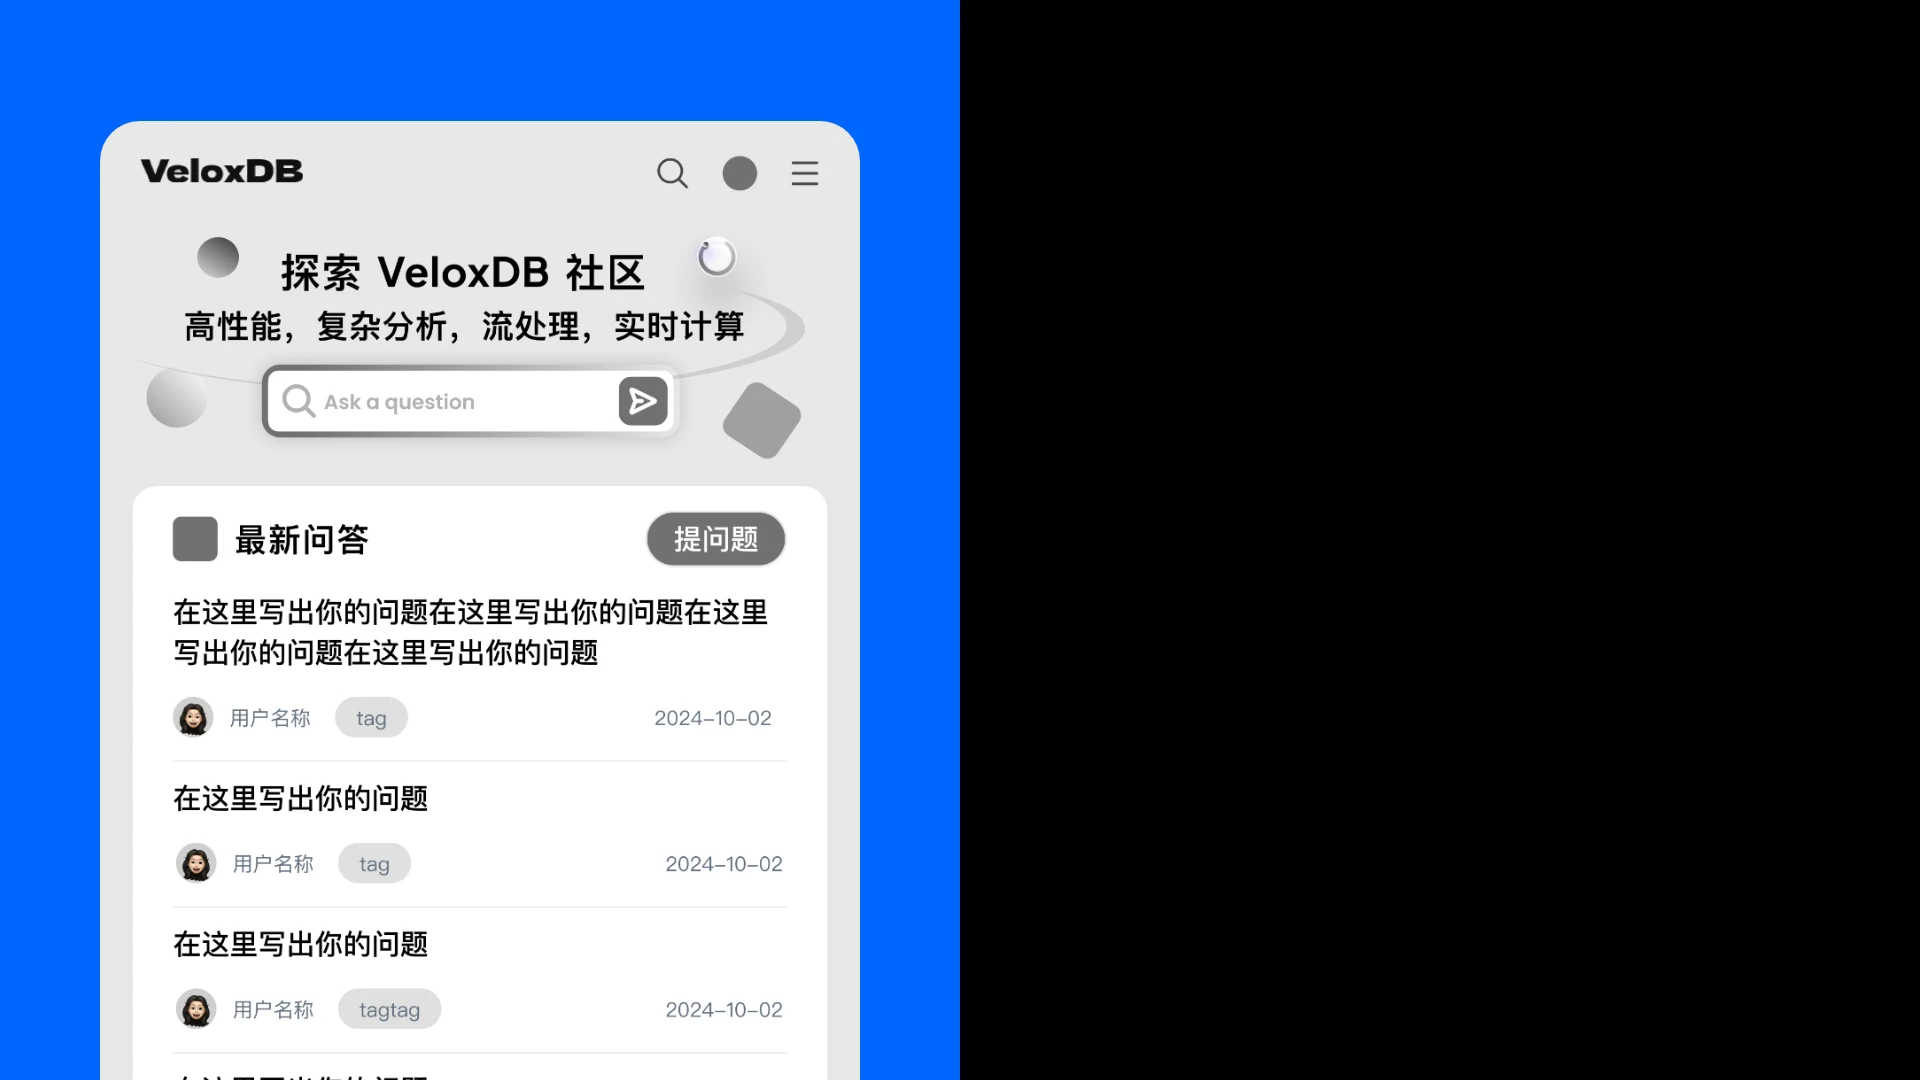 VeloxDB
探索 VeloxDB 社区
高性能，复杂分析，流处理，实时计算
Ask a question
最新问答
提问题
在这里写出你的问题在这里写出你的问题在这里
写出你的问题在这里写出你的问题
用户名称 tag 2024-10-02
在这里写出你的问题
用户名称 tag 2024-10-02
在这里写出你的问题
用户名称 tagtag 2024-10-02